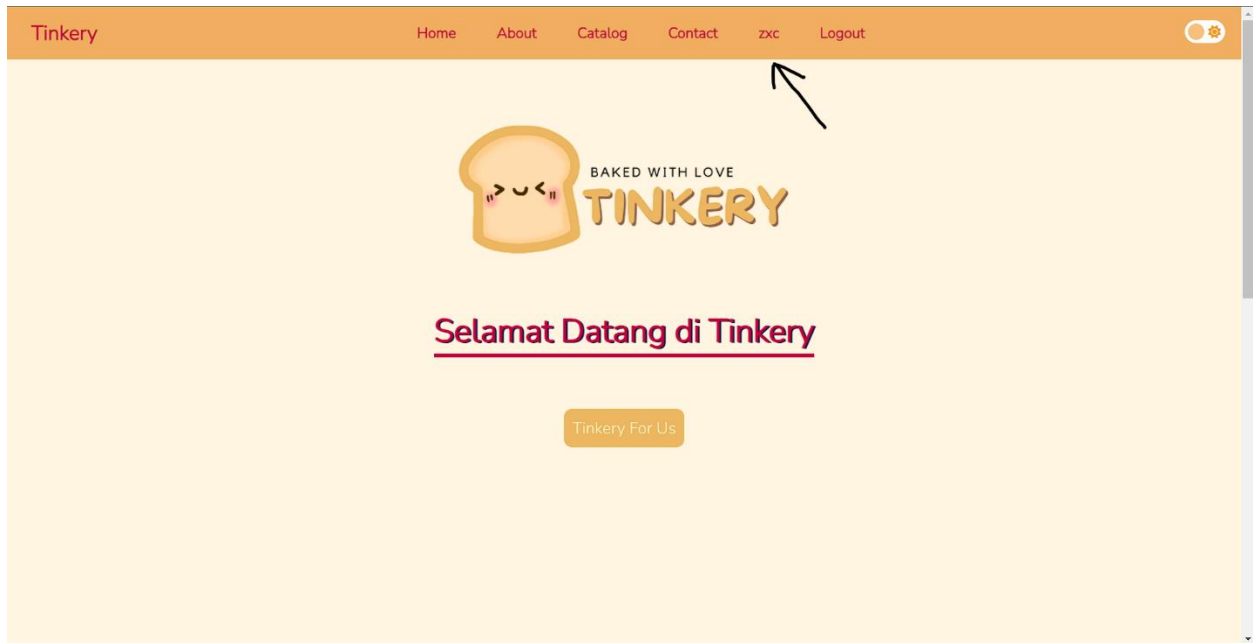 Tinkery Home About Catalog Contact zxc Logout
BAKED WITH LOVE
TINKERY
Selamat Datang di Tinkery
Tinkery For Us